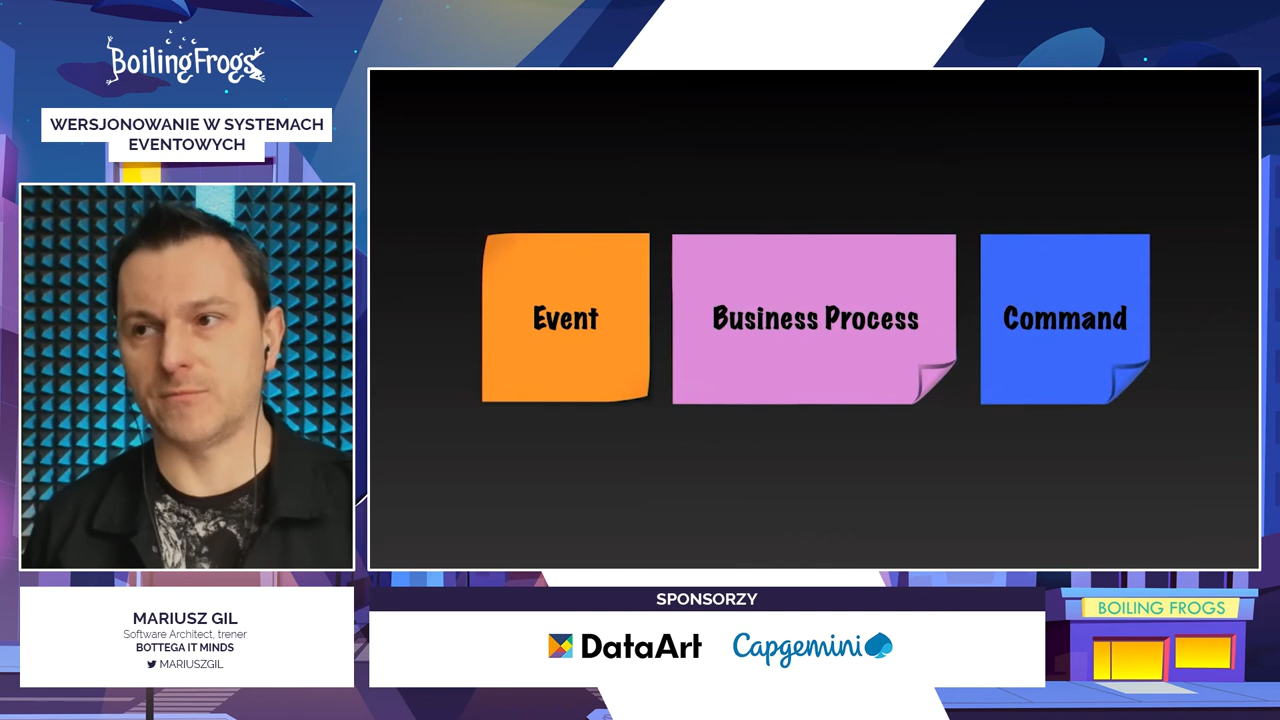 BoilingFrogs
WERSJONOWANIE W SYSTEMACH
EVENTOWYCH
Event
Business Process
Command
MARIUSZ GIL
Software Architect, trener
BOTTEGA IT MINDS
MARIUSZGIL
SPONSORZY
DataArt
Capgemini
BOILING FROGS